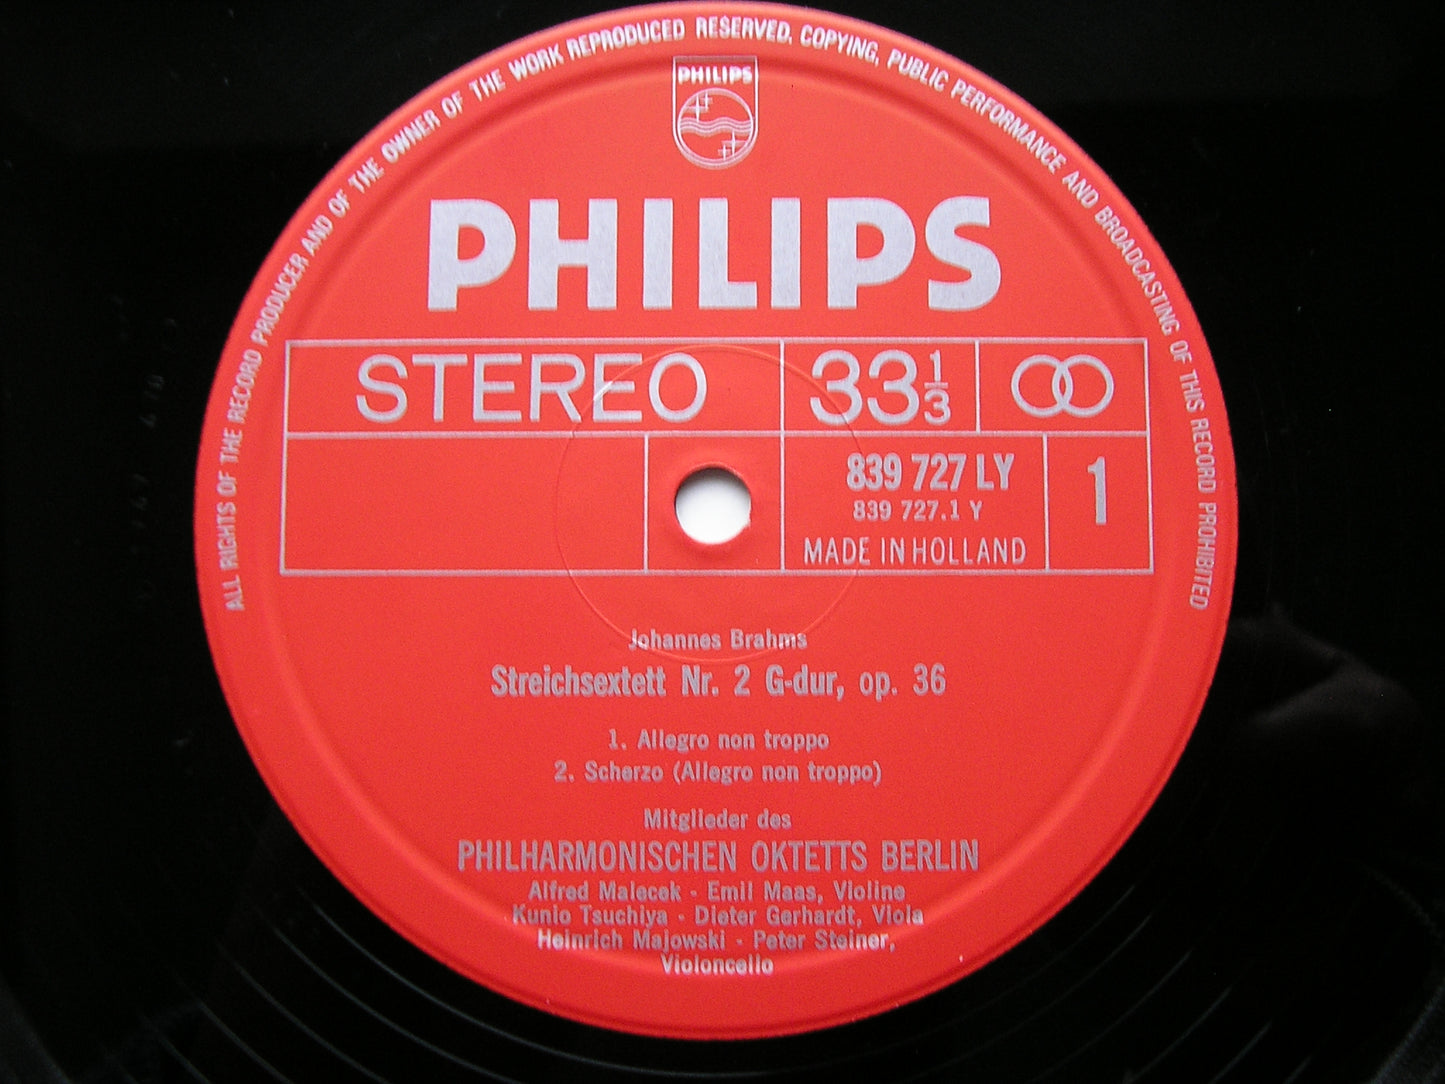 ALL RIGHTS OF THE RECORD PRODUCER AND OF THE OWNER OF THE WORK REPRODUCED RESERVED. COPYING, PUBLIC PERFORMANCE AND BROADCASTING OF THIS RECORD PROHIBITED
PHILIPS
PHILIPS
STEREO
33 1/3
839 727 LY
839 727.1 Y
MADE IN HOLLAND
1
Johannes Brahms
Streichsextett Nr. 2 G-dur, op. 36
1. Allegro non troppo
2. Scherzo (Allegro non troppo)
Mitglieder des
PHILHARMONISCHEN OKTETTS BERLIN
Alfred Malecek - Emil Maas, Violine
Kunio Tsuchiya - Dieter Gerhardt, Viola
Heinrich Majowski - Peter Steiner,
Violoncello